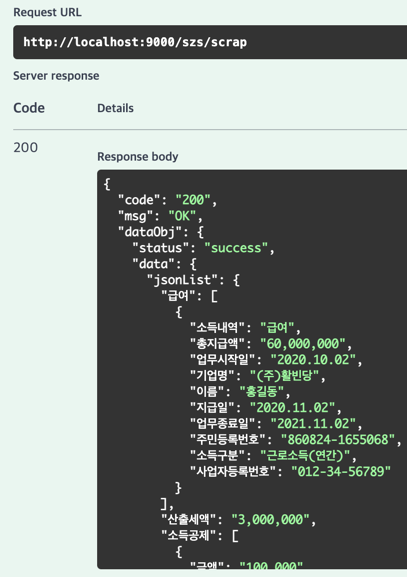 Request URL
http://localhost:9000/szs/scrap
Server response
Code Details
200
Response body
{
"code": "200",
"msg": "OK",
"dataObj": {
"status": "success",
"data": {
"jsonList": {
"급여": [
{
"소득내역": "급여",
"총지급액": "60,000,000",
"업무시작일": "2020.10.02",
"기업명": "(주)활빈당",
"이름": "홍길동",
"지급일": "2020.11.02",
"업무종료일": "2021.11.02",
"주민등록번호": "860824-1655068",
"소득구분": "근로소득(연간)",
"사업자등록번호": "012-34-56789"
}
],
"산출세액": "3,000,000",
"소득공제": [
{
"금액": "100,000"